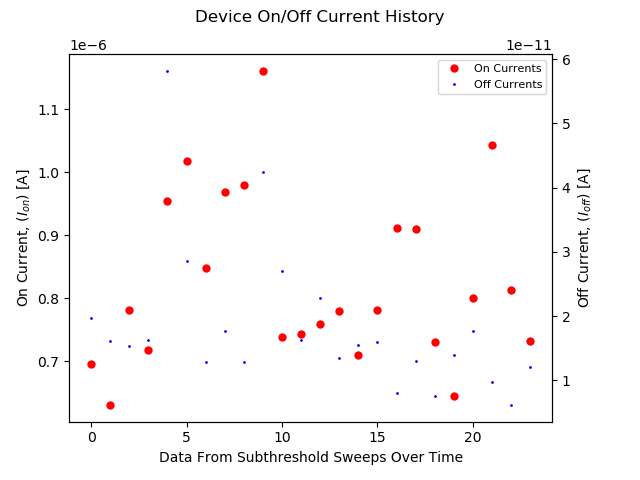 Device On/Off Current History
1e−6
1e−11
On Currents
Off Currents
1.1
1.0
0.9
0.8
0.7
6
5
4
3
2
1
On Current, (I_on) [A]
Off Current, (I_off) [A]
0
5
10
15
20
Data From Subthreshold Sweeps Over Time